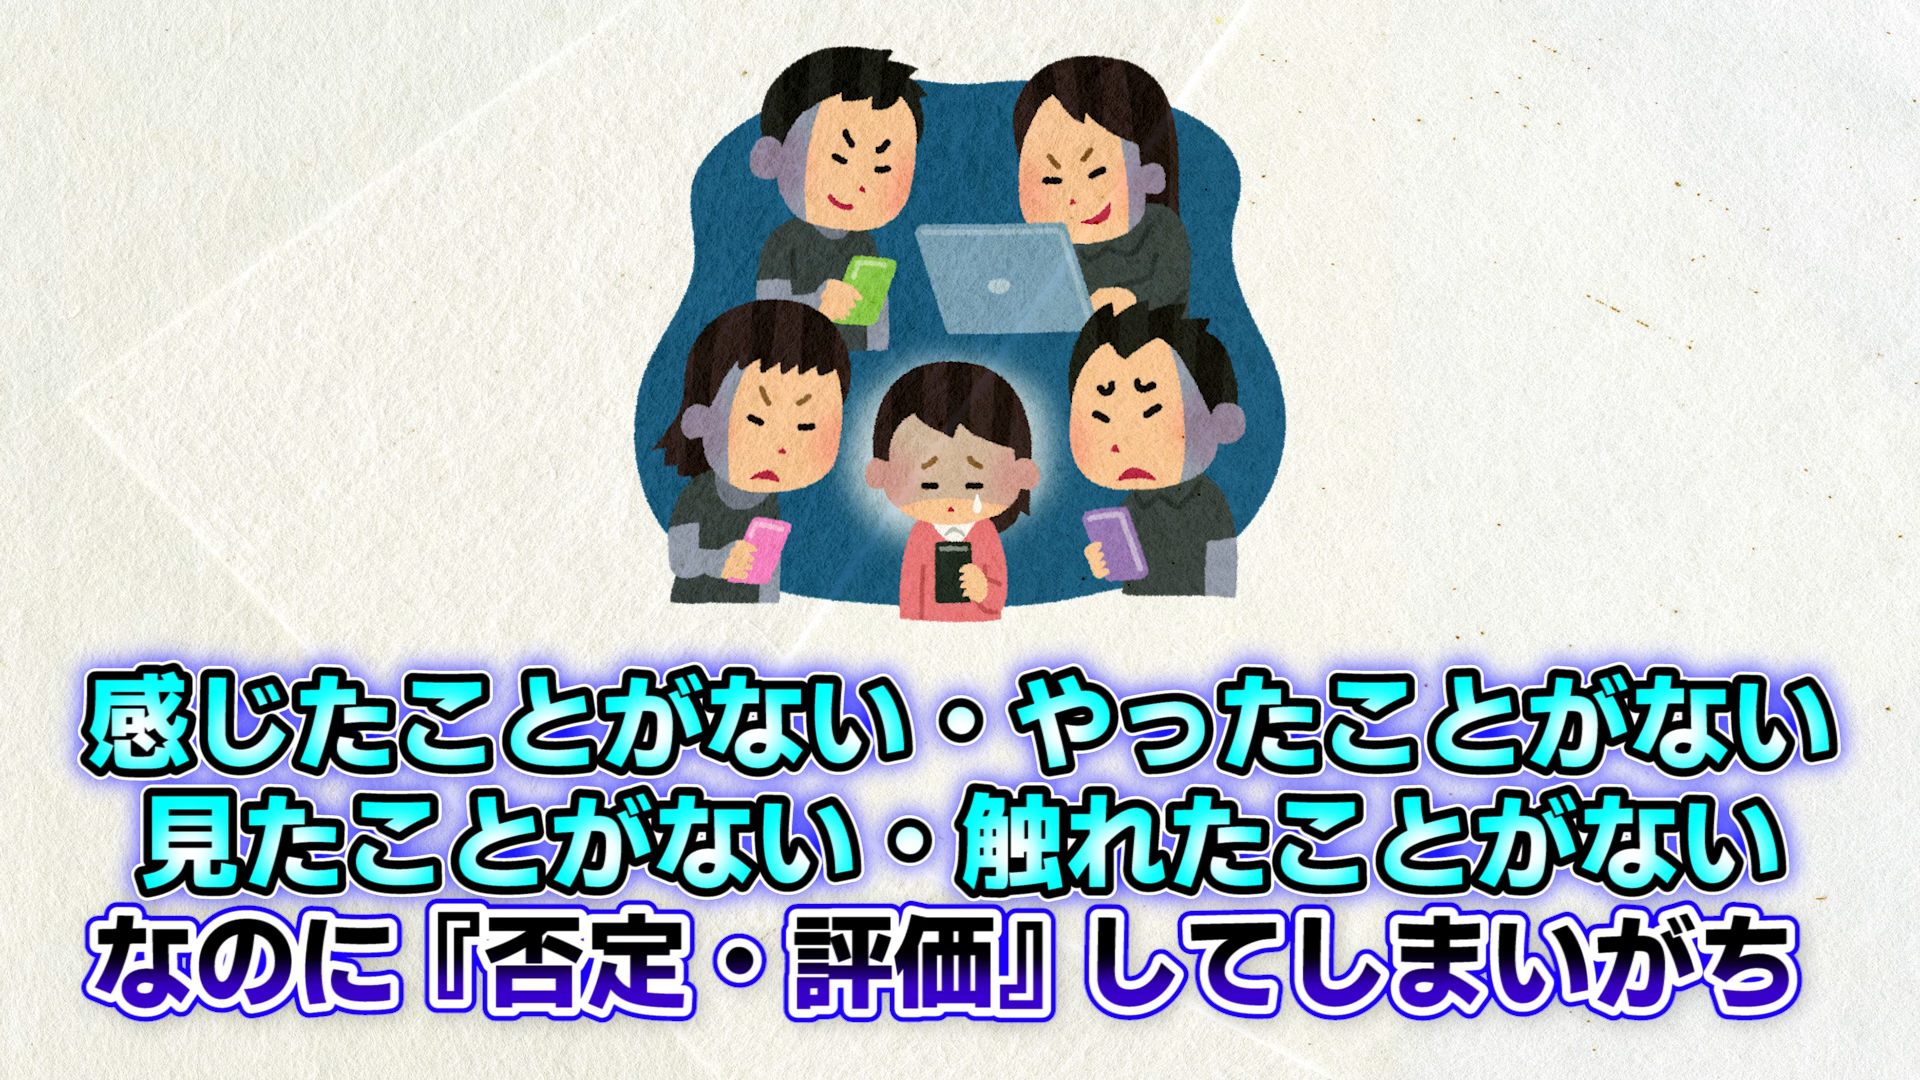 感じたことがない・やったことがない
見たことがない・触れたことがない
なのに『否定・評価』してしまいがち